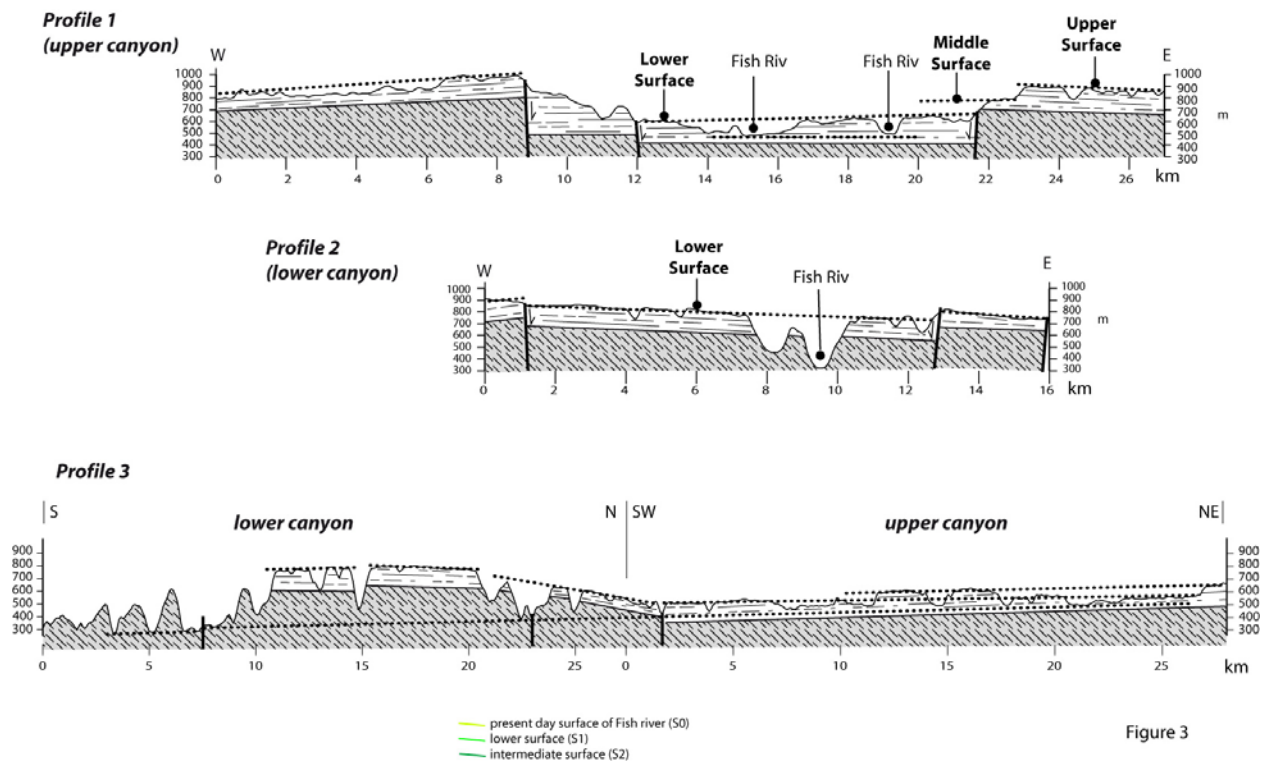 Profile 1
(upper canyon)
W
Lower
Surface
Fish Riv
Fish Riv
Middle
Surface
Upper
Surface
E
1000
900
800
700
600
500
400
300
1000
900
800
700
600
500
400
300
m
0 2 4 6 8 10 12 14 16 18 20 22 24 26 km
Profile 2
(lower canyon)
W
Lower
Surface
Fish Riv
E
1000
900
800
700
600
500
400
300
1000
900
800
700
600
500
400
300
m
0 2 4 6 8 10 12 14 16 km
Profile 3
S
lower canyon
N
SW
upper canyon
NE
900
800
700
600
500
400
300
900
800
700
600
500
400
300
0 5 10 15 20 25 0 5 10 15 20 25 km
present day surface of Fish river (S0)
lower surface (S1)
intermediate surface (S2)
Figure 3